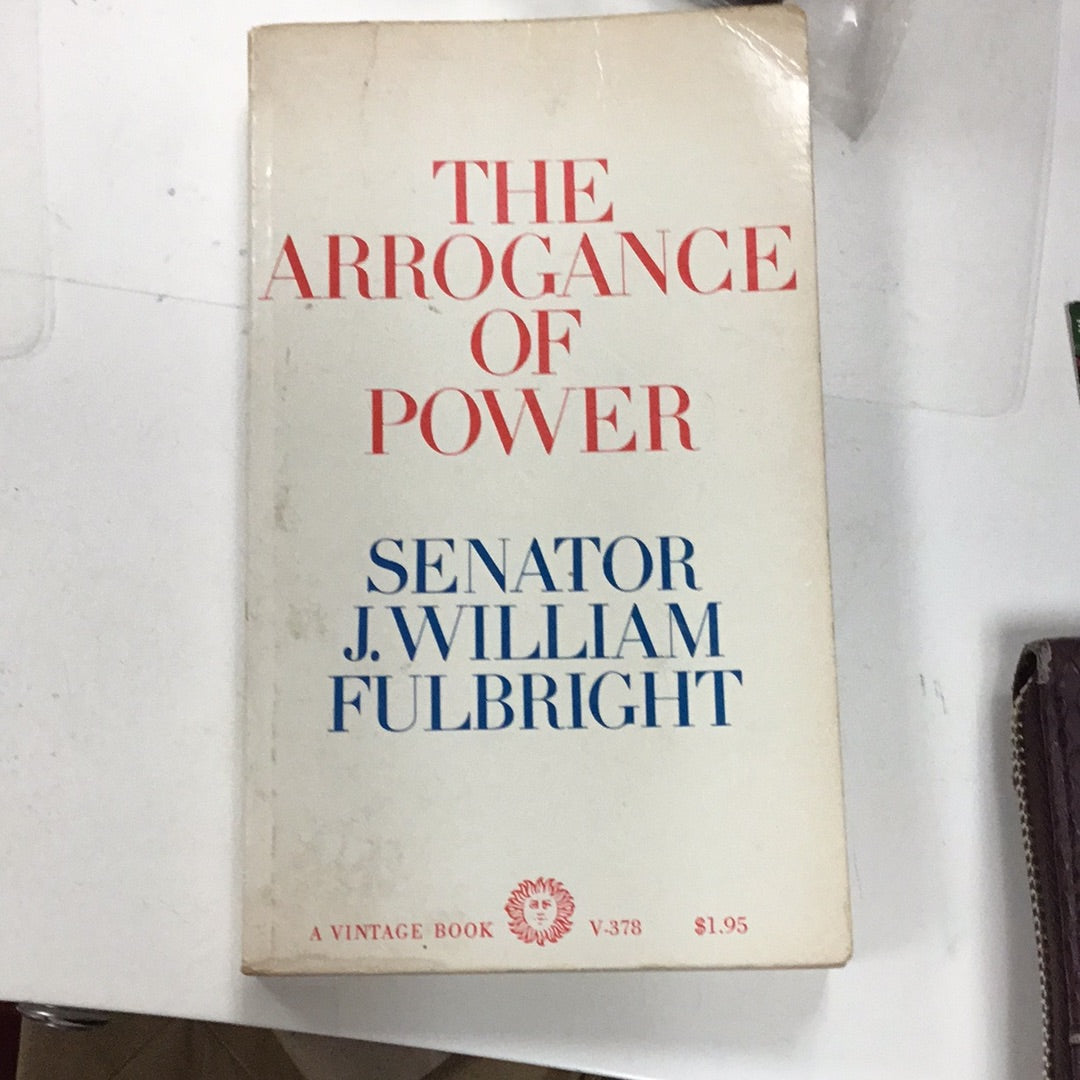 THE
ARROGANCE
OF
POWER
SENATOR
J. WILLIAM
FULBRIGHT
A VINTAGE BOOK V-378 $1.95